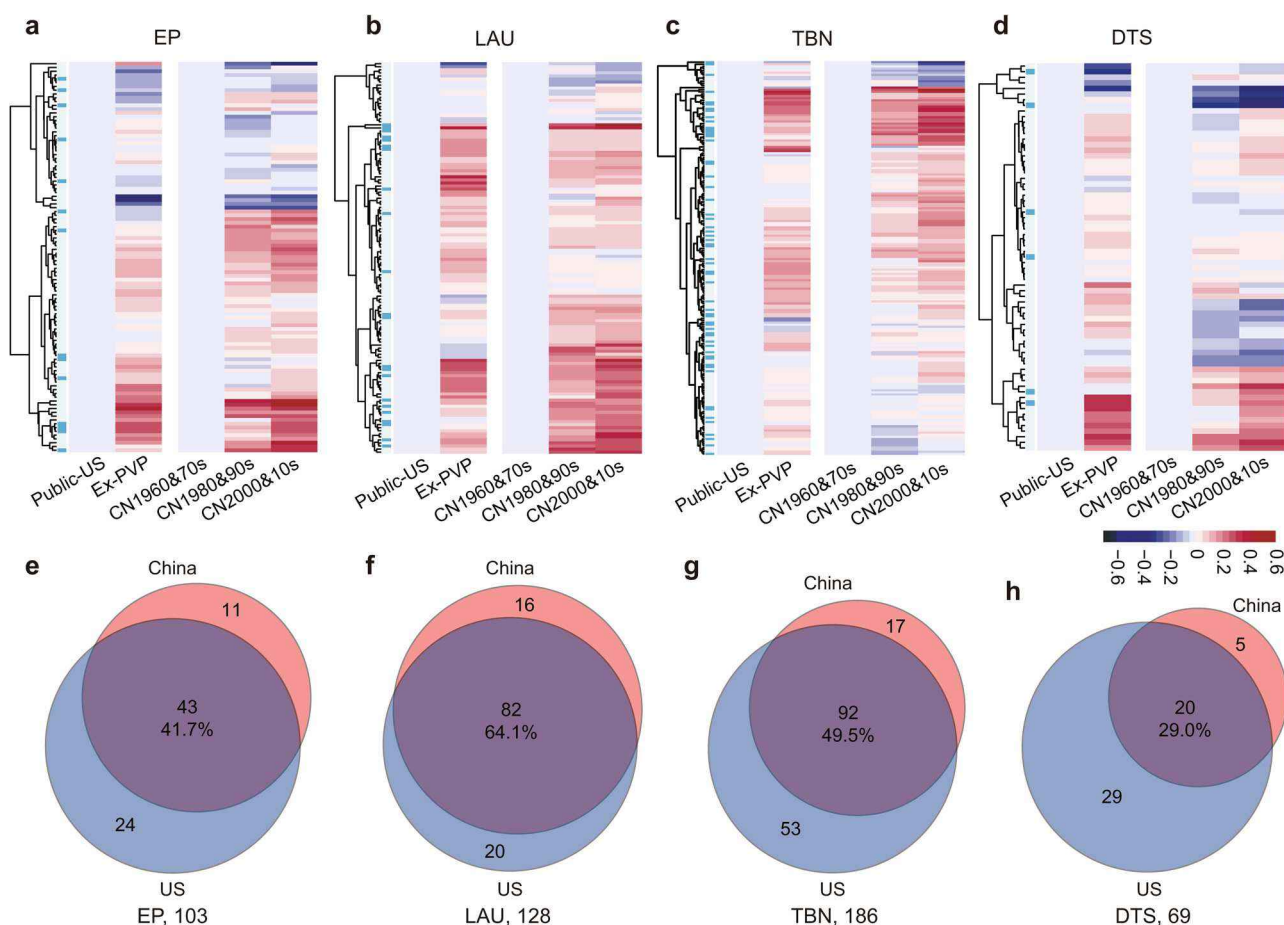 a
EP
b
LAU
c
TBN
d
DTS
Public-US
Ex-PVP
CN1960&70s
CN1980&90s
CN2000&10s
Public-US
Ex-PVP
CN1960&70s
CN1980&90s
CN2000&10s
Public-US
Ex-PVP
CN1960&70s
CN1980&90s
CN2000&10s
Public-US
Ex-PVP
CN1960&70s
CN1980&90s
CN2000&10s
−0.6
−0.4
−0.2
0
0.2
0.4
0.6
e
China
11
43
41.7%
24
US
EP, 103
f
China
16
82
64.1%
20
US
LAU, 128
g
China
17
92
49.5%
53
US
TBN, 186
h
China
5
20
29.0%
29
US
DTS, 69